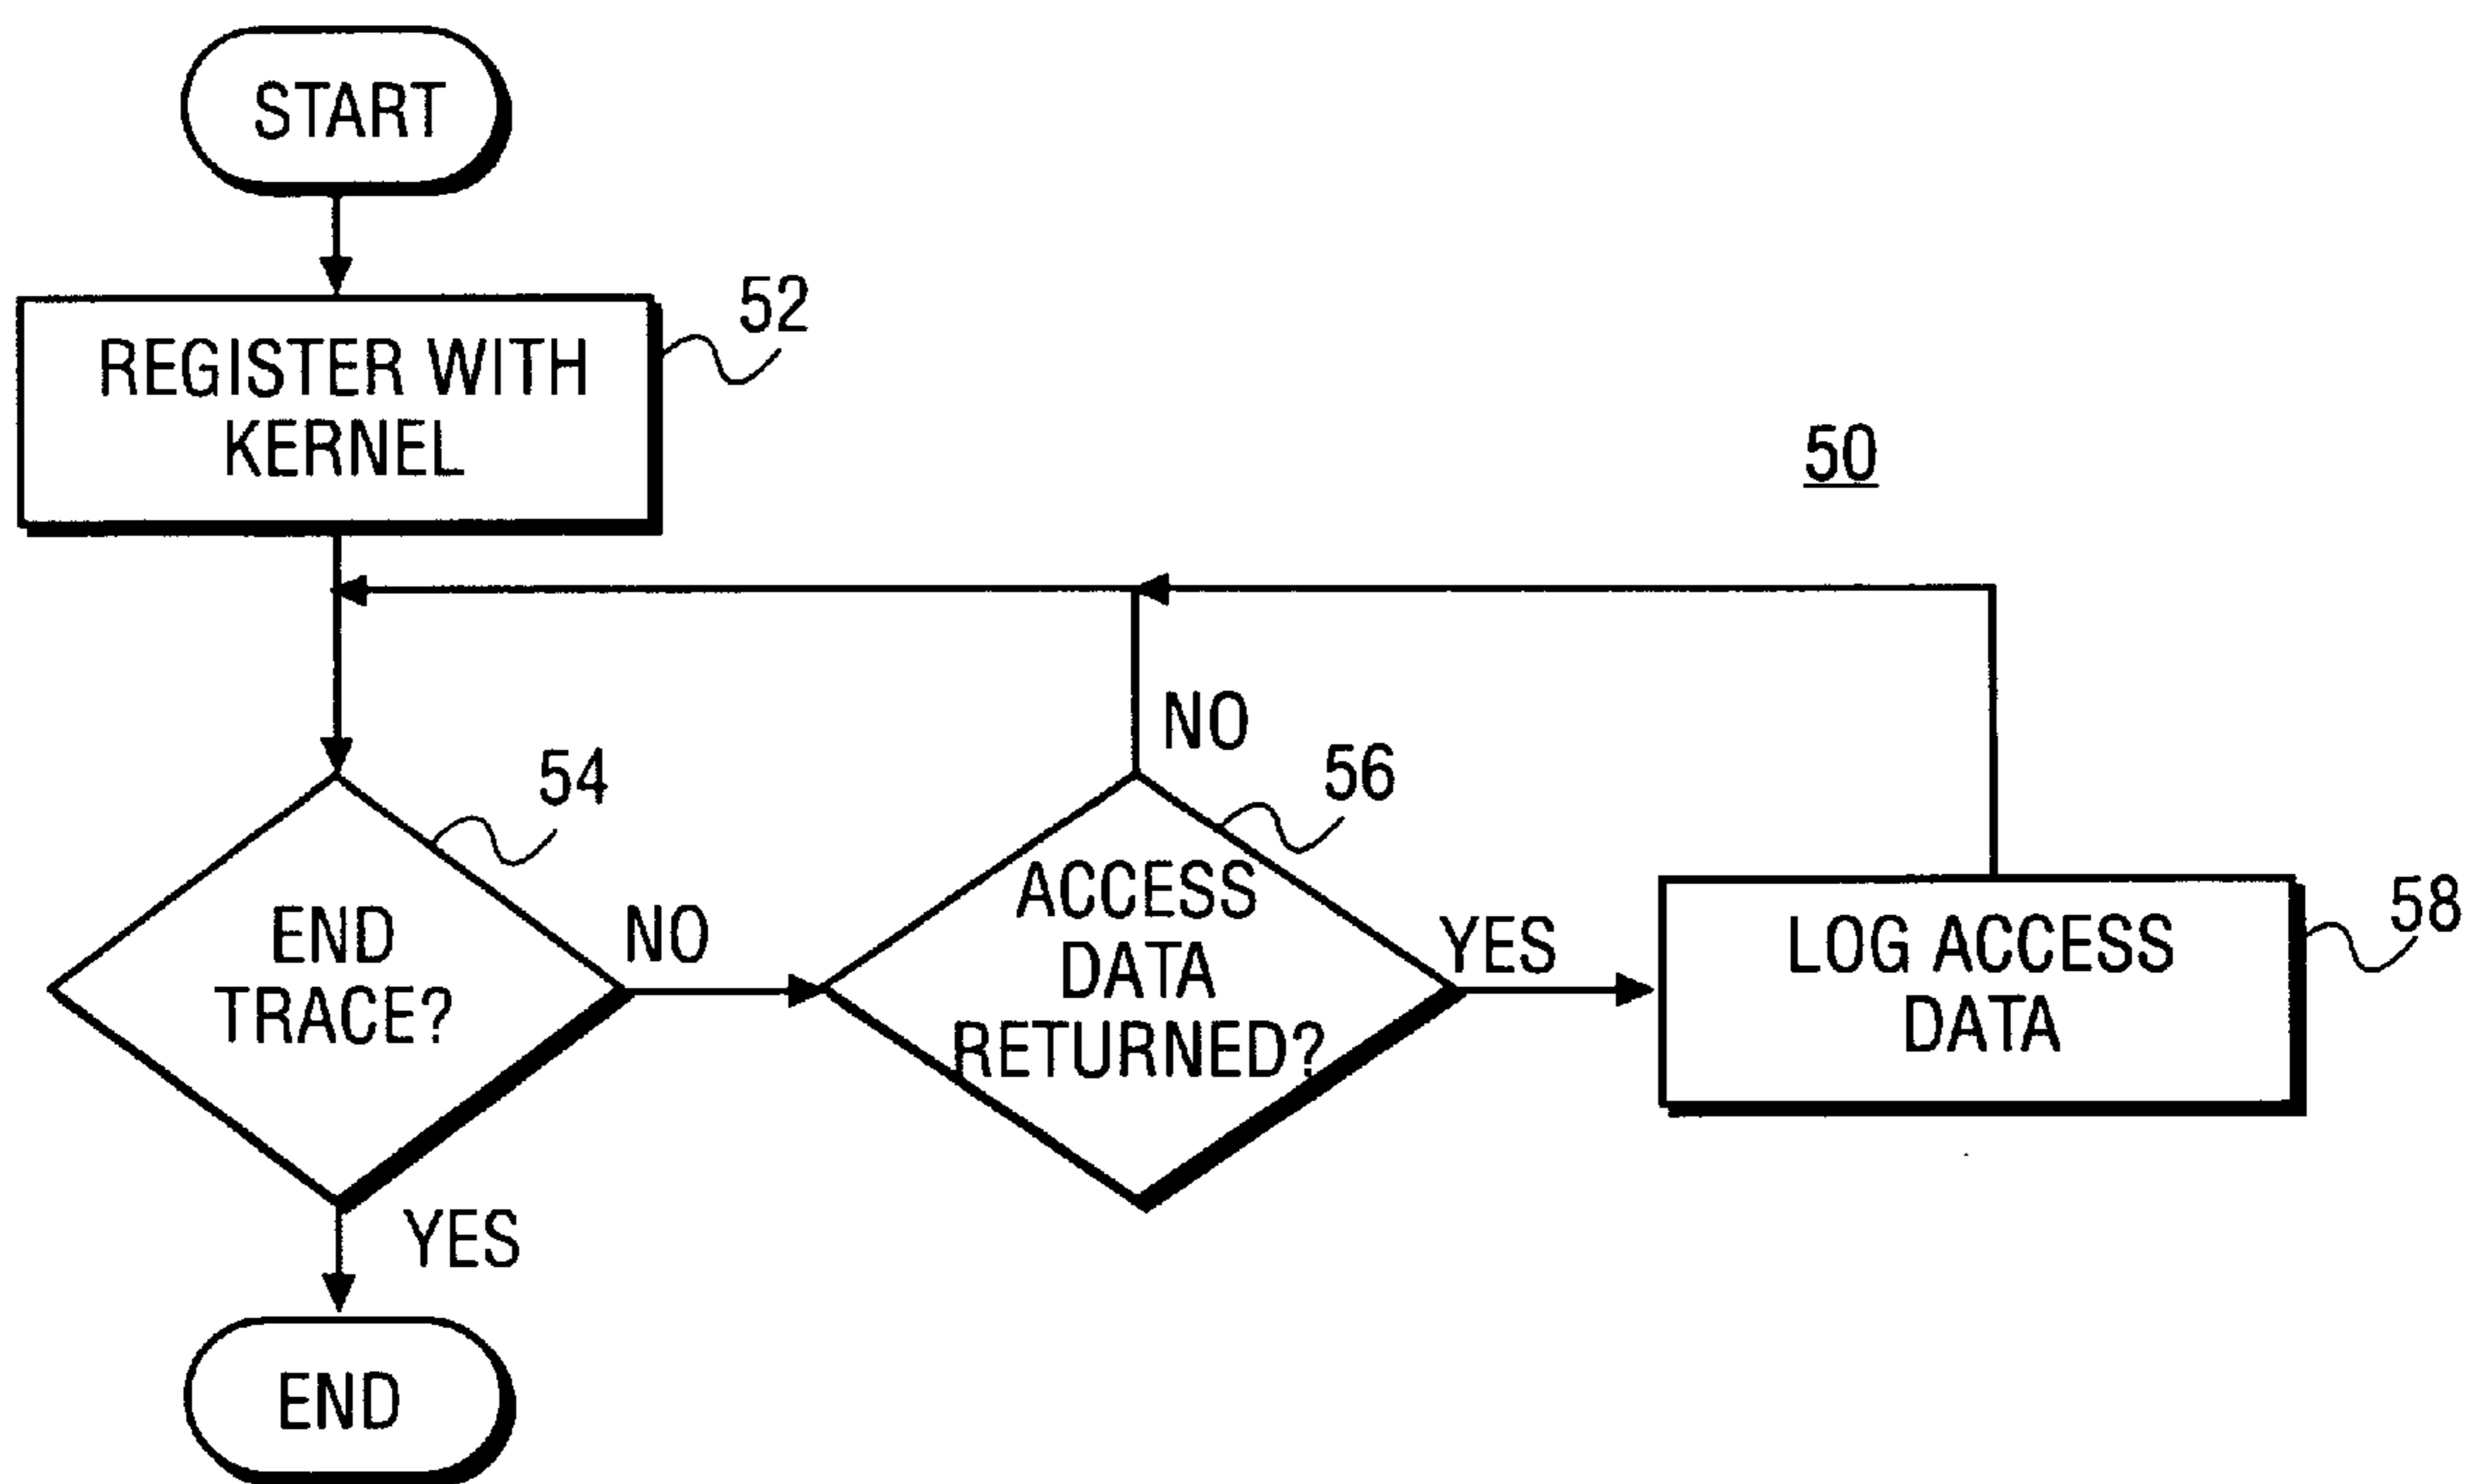 START
REGISTER WITH
KERNEL
52
50
END
TRACE?
54
NO
YES
ACCESS
DATA
RETURNED?
56
NO
YES
LOG ACCESS
DATA
58
END